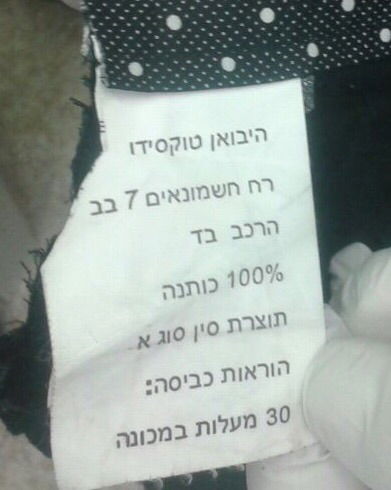 היבואן טוקסידו
רח חשמונאים 7 בב
הרכב בד
100% כותנה
תוצרת סין סוג א
הוראות כביסה:
30 מעלות במכונה